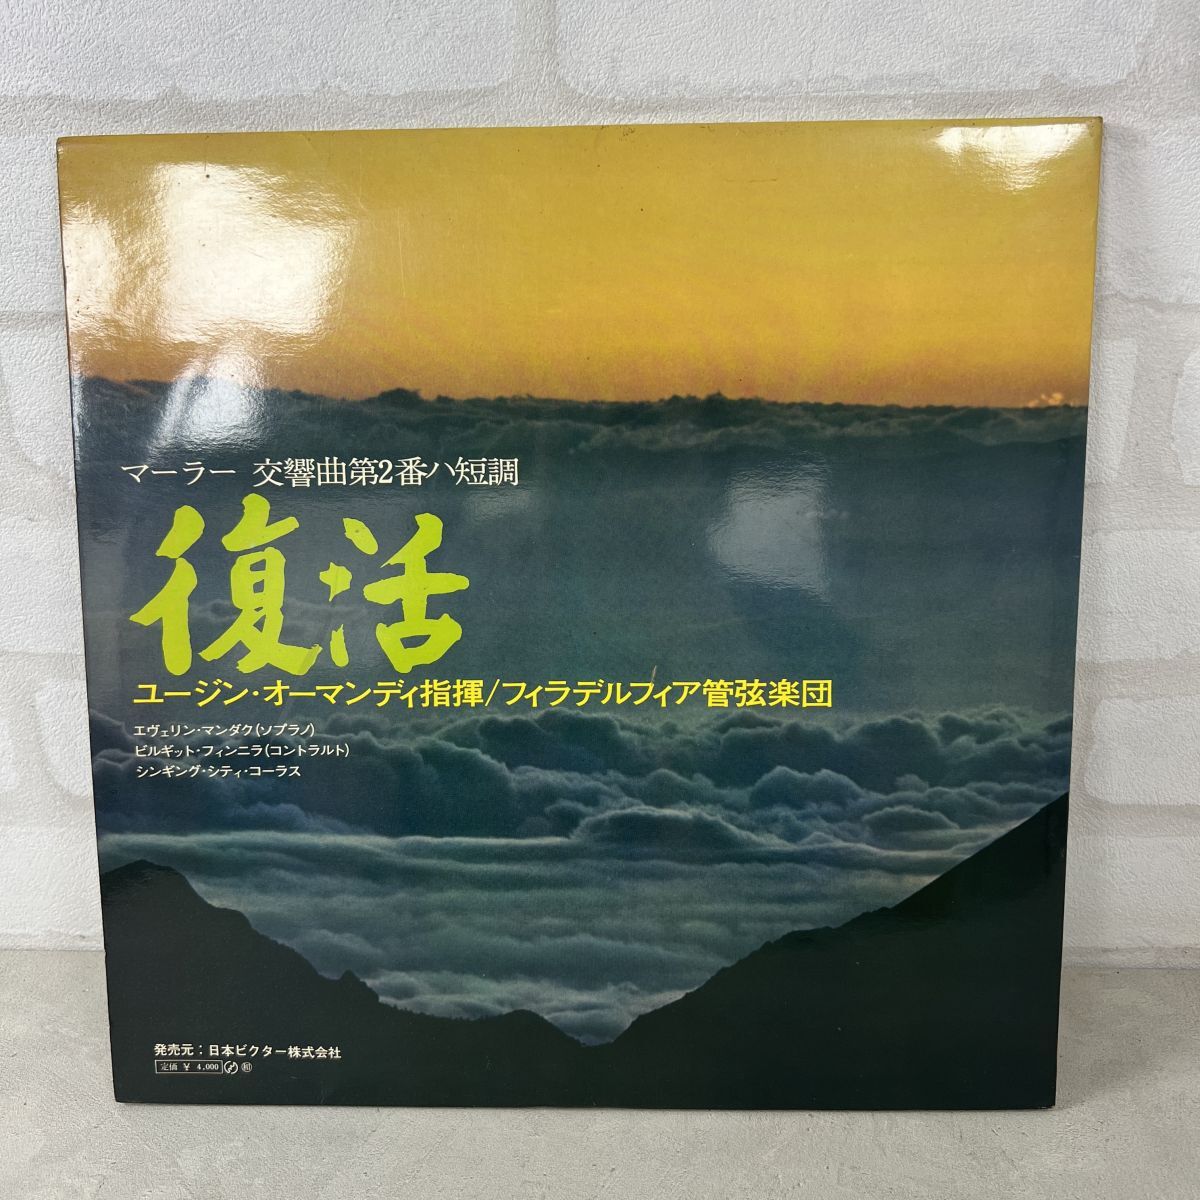 マーラー 交響曲第2番ハ短調
復活
ユージン・オーマンディ指揮/フィラデルフィア管弦楽団
エヴェリン・マンダク(ソプラノ)
ビルギット・フィンニラ(コントラルト)
シンギング・シティ・コーラス
発売元：日本ビクター株式会社
定価 ¥ 4,000